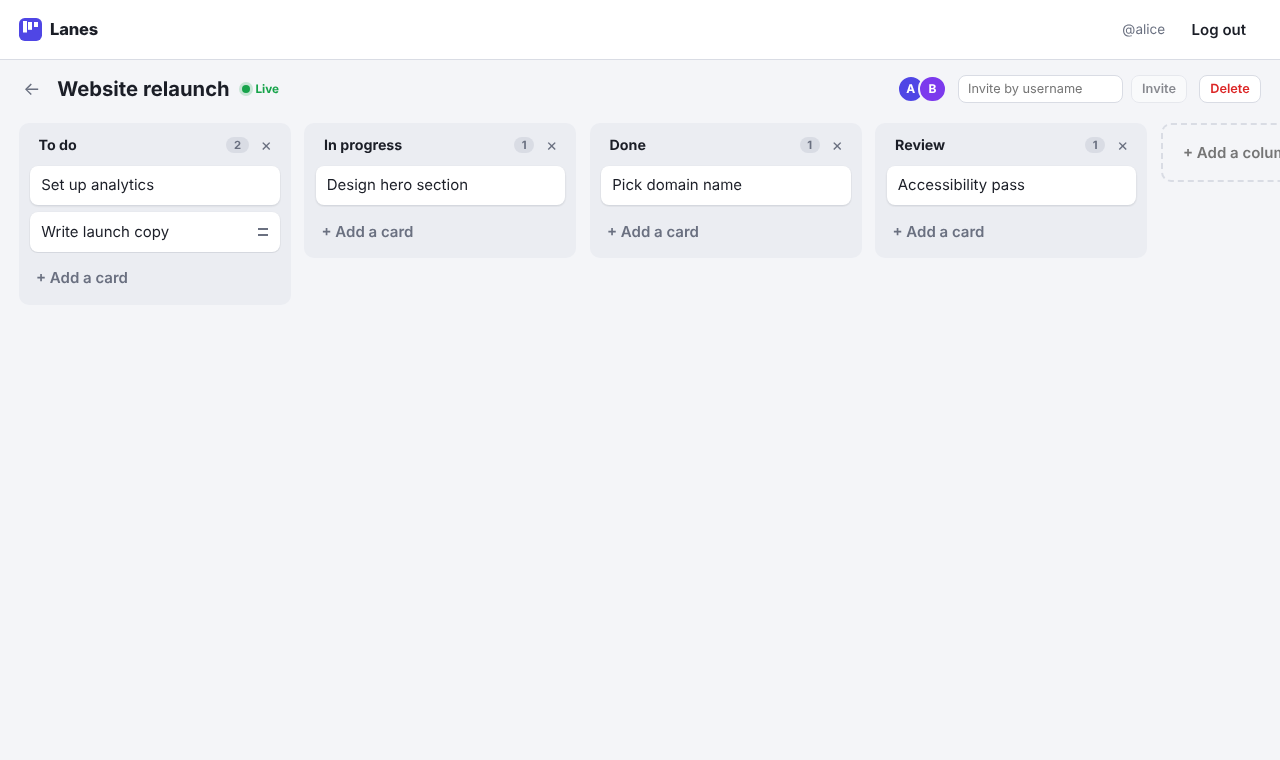 Lanes
@alice
Log out
← Website relaunch
Live
A
B
Invite by username
Invite
Delete
To do
2
×
Set up analytics
Write launch copy
+ Add a card
In progress
1
×
Design hero section
+ Add a card
Done
1
×
Pick domain name
+ Add a card
Review
1
×
Accessibility pass
+ Add a card
+ Add a colum